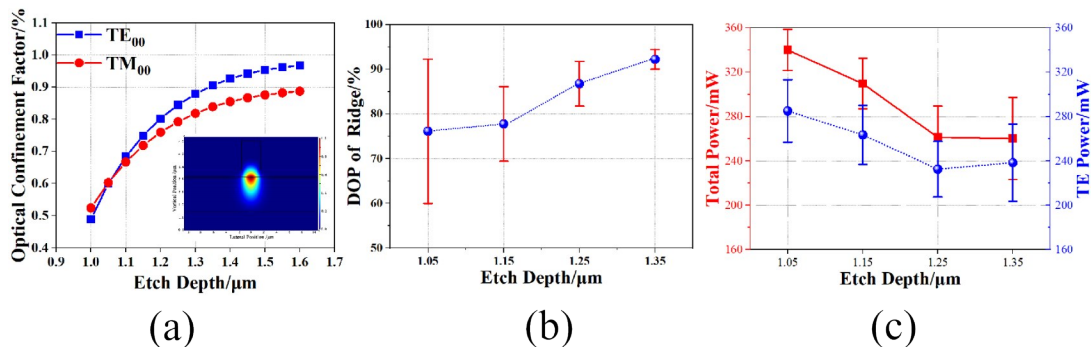 Optical Confinement Factor/%
1.1
1.0
0.9
0.8
0.7
0.6
0.5
0.4
TE00
TM00
Lateral Position /μm
0.9 1.0 1.1 1.2 1.3 1.4 1.5 1.6 1.7
Etch Depth/μm
(a)
DOP of Ridge/%
100
90
80
70
60
50
1.05 1.15 1.25 1.35
Etch Depth/μm
(b)
Total Power/mW
360
320
280
240
200
160
1.05 1.15 1.25 1.35
Etch Depth/μm
360
320
280
240
200
160
TE Power/mW
(c)